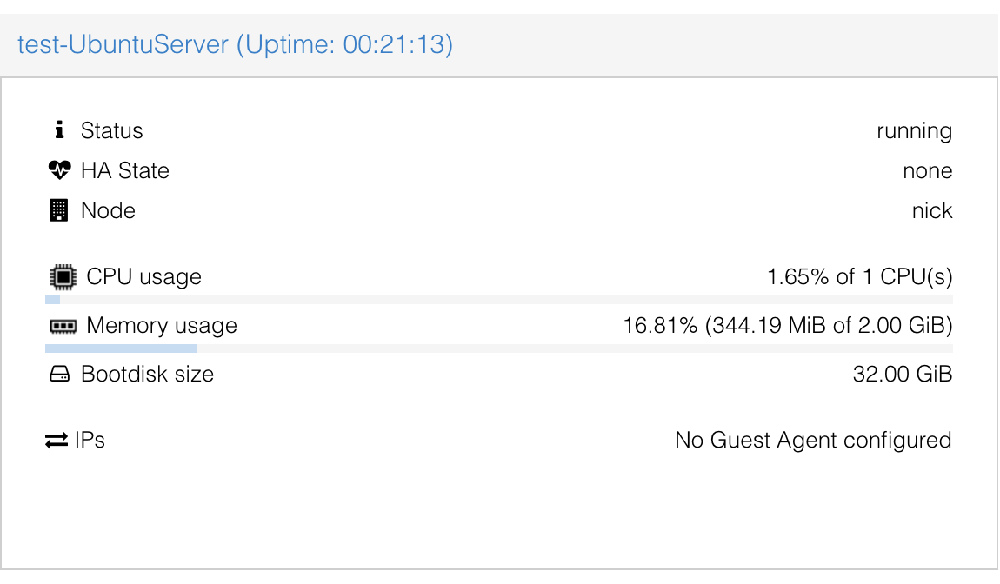 test-UbuntuServer (Uptime: 00:21:13)
Status running
HA State none
Node nick
CPU usage 1.65% of 1 CPU(s)
Memory usage 16.81% (344.19 MiB of 2.00 GiB)
Bootdisk size 32.00 GiB
IPs No Guest Agent configured